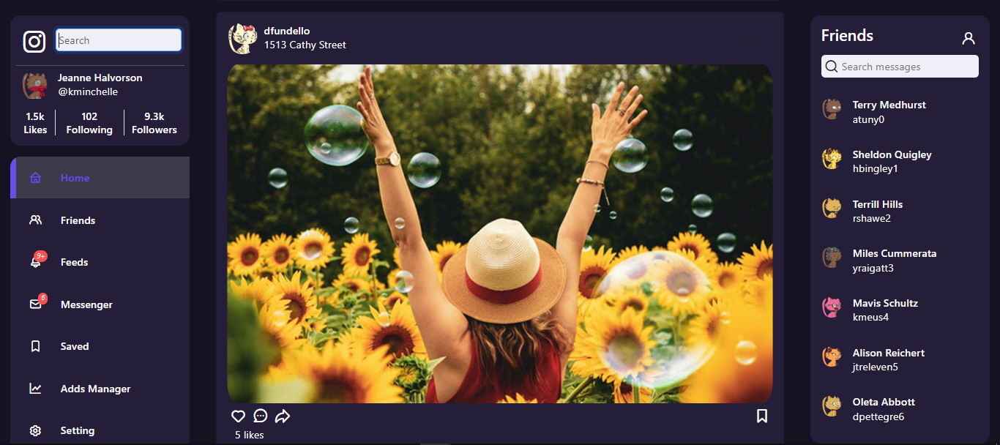 Search
Jeanne Halvorson
@kminchelle
1.5k
Likes
102
Following
9.3k
Followers
Home
Friends
9+
Feeds
6
Messenger
Saved
Adds Manager
Setting
dfundello
1513 Cathy Street
5 likes
Friends
Search messages
Terry Medhurst
atuny0
Sheldon Quigley
hbingley1
Terrill Hills
rshawe2
Miles Cummerata
yraigatt3
Mavis Schultz
kmeus4
Alison Reichert
jtreleven5
Oleta Abbott
dpettegre6